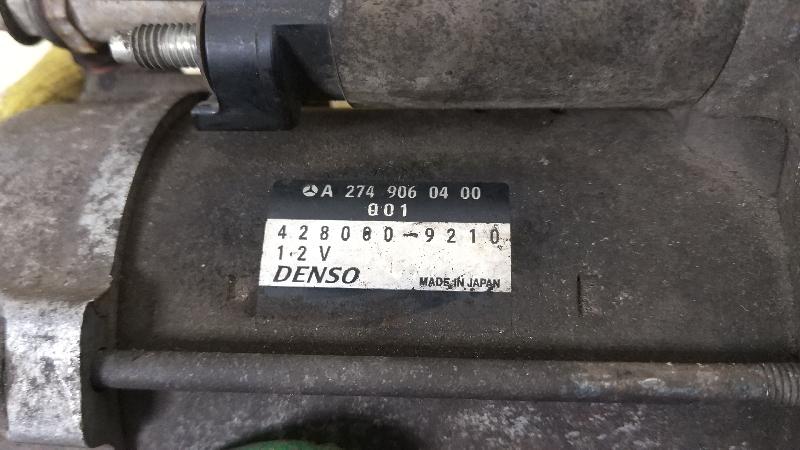 A 274 906 04 00
001
428000-9210
12V
DENSO
MADE IN JAPAN